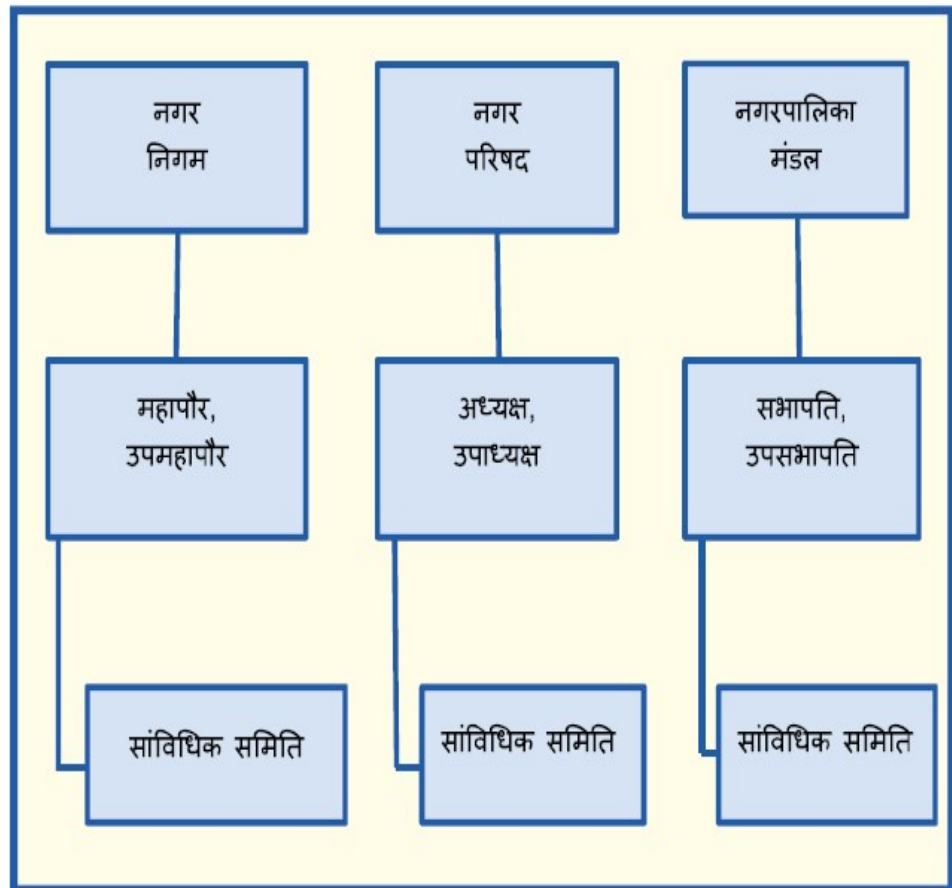 नगर
निगम
नगर
परिषद
नगरपालिका
मंडल
महापौर,
उपमहापौर
अध्यक्ष,
उपाध्यक्ष
सभापति,
उपसभापति
सांविधिक समिति
सांविधिक समिति
सांविधिक समिति